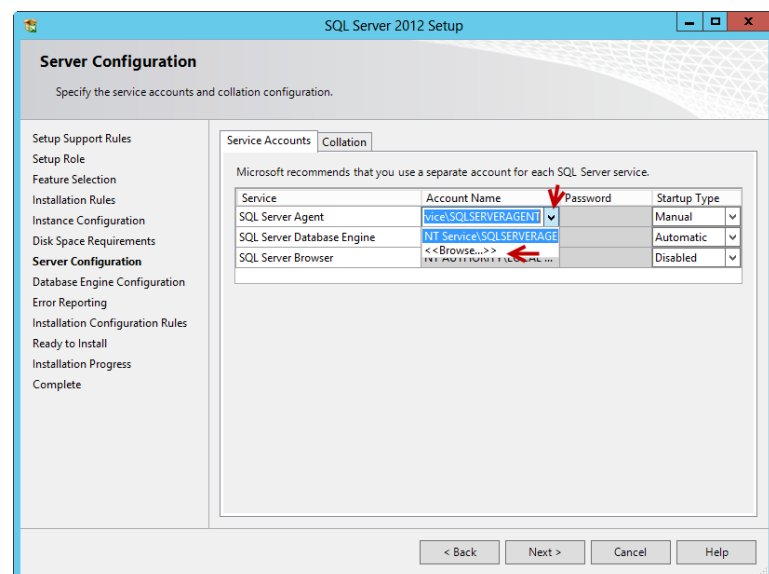 SQL Server 2012 Setup
Server Configuration
Specify the service accounts and collation configuration.
Setup Support Rules
Setup Role
Feature Selection
Installation Rules
Instance Configuration
Disk Space Requirements
Server Configuration
Database Engine Configuration
Error Reporting
Installation Configuration Rules
Ready to Install
Installation Progress
Complete
Service Accounts Collation
Microsoft recommends that you use a separate account for each SQL Server service.
Service Account Name Password Startup Type
SQL Server Agent vice\SQLSERVERAGENT Manual
SQL Server Database Engine NT Service\SQLSERVERAGE Automatic
<<Browse...>>
SQL Server Browser NT AUTHORITY\LOCAL ... Disabled
< Back Next > Cancel Help